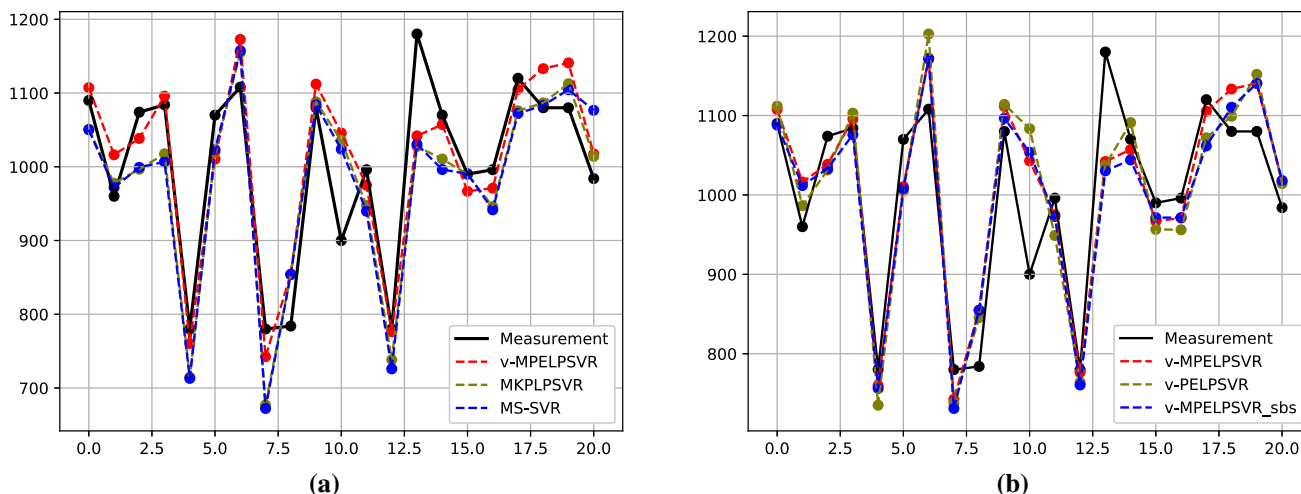 1200
1100
1000
900
800
700
0.0 2.5 5.0 7.5 10.0 12.5 15.0 17.5 20.0
Measurement
v-MPELPSVR
MKPLPSVR
MS-SVR
(a)
1200
1100
1000
900
800
0.0 2.5 5.0 7.5 10.0 12.5 15.0 17.5 20.0
Measurement
v-MPELPSVR
v-PELPSVR
v-MPELPSVR_sbs
(b)